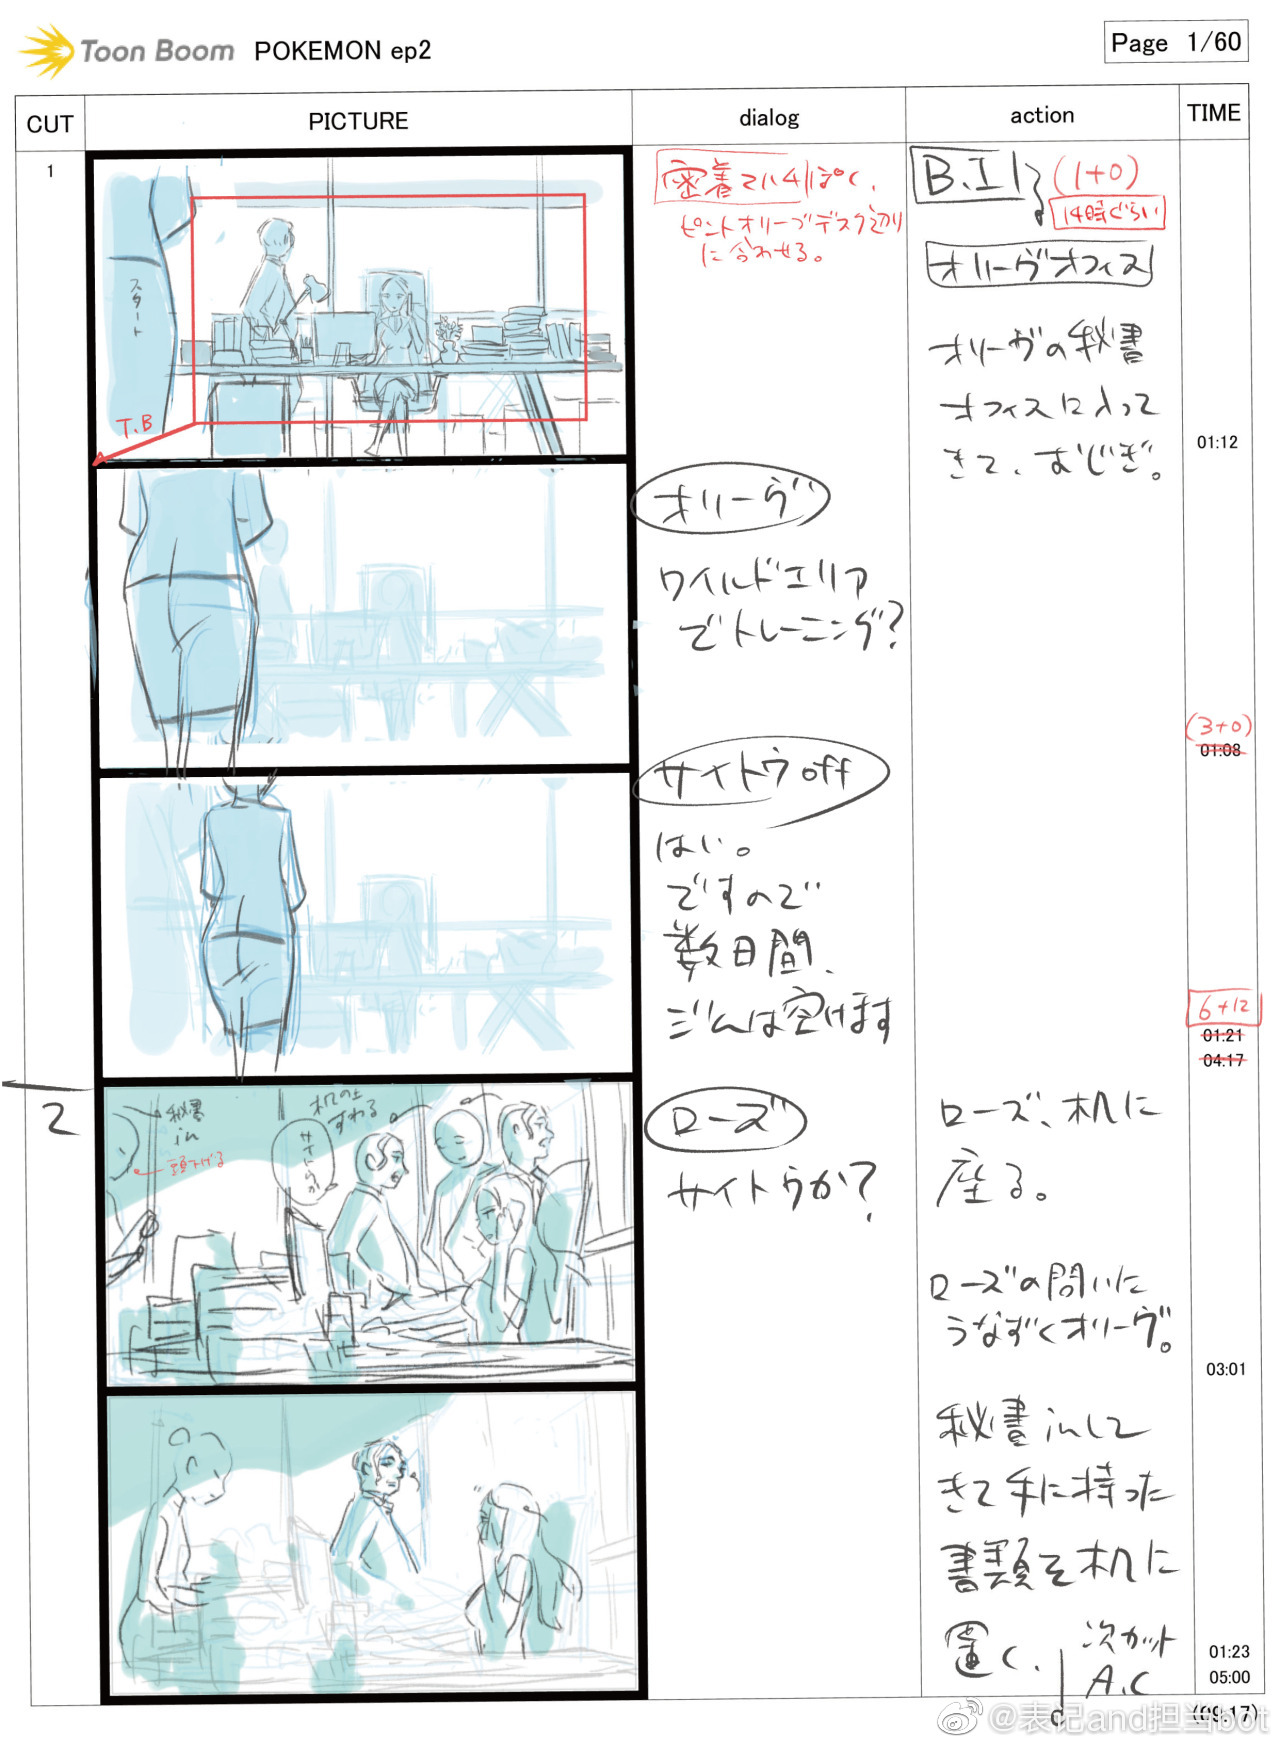 Toon Boom POKEMON ep2
Page 1/60
CUT
PICTURE
dialog
action
TIME
1
スタート
T.B
ピントオリーブデスク辺り
に合わせる。
B.I
(1+0)
14時ぐらい
オリーヴオフィス
オリーヴの秘書
オフィスに入って
きて、おじぎ。
01:12
オリーヴ
ワイルドエリア
でトレーニング?
(3+0)
01:08
サイトウoff
はい。
ですので
数日間、
ジムは空けます
6+12
01:21
04:17
2
秘書
in
頭下げる
サイトウか?
机の上
すわる
ローズ
サイトウか?
ローズ、机に
座る。
ローズの問いに
うなずくオリーヴ。
03:01
秘書inして
きて手に持った
書類を机に
置く.
次カット
A.C
01:23
05:00
(09:17)
@表记and担当bot